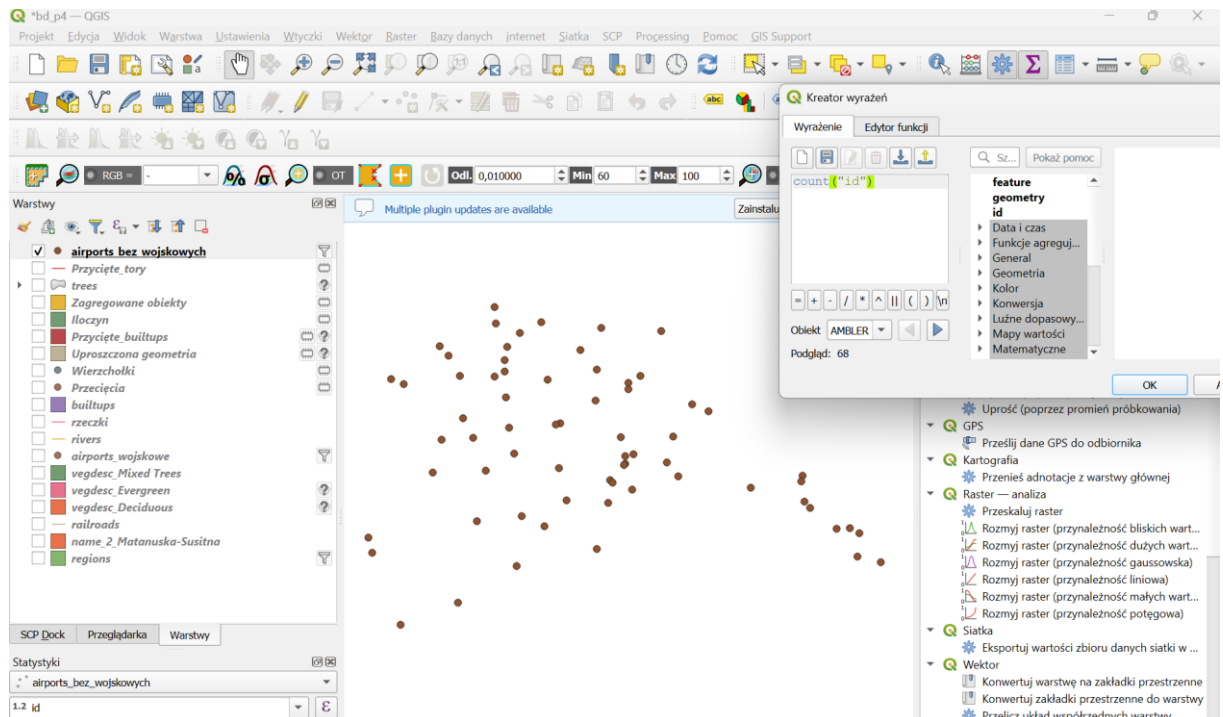 *bd_p4 — QGIS
Projekt Edycja Widok Warstwa Ustawienia Wtyczki Wektor Raster Bazy danych internet Siatka SCP Processing Pomoc GIS Support
abc
RGB = - OT Odl. 0,010000 Min 60 Max 100
Warstwy
Multiple plugin updates are available
Zainstalu
airports_bez_wojskowych
Przycięte_tory
trees
Zagregowane obiekty
Iloczyn
Przycięte_builtups
Uproszczona geometria
Wierzchołki
Przecięcia
builtups
rzeczki
rivers
airports_wojskowe
vegdesc_Mixed Trees
vegdesc_Evergreen
vegdesc_Deciduous
railroads
name_2_Matanuska-Susitna
regions
SCP Dock Przeglądarka Warstwy
Statystyki
airports_bez_wojskowych
1.2 id ε
Kreator wyrażeń
Wyrażenie Edytor funkcji
Sz... Pokaż pomoc
count("id")
feature
geometry
id
Data i czas
Funkcje agreguj...
General
Geometria
Kolor
Konwersja
Luźne dopasowy...
Mapy wartości
Matematyczne
= + - / * ^ || ( ) \n
Obiekt AMBLER
Podgląd: 68
OK
Uprość (poprzez promień próbkowania)
GPS
Prześlij dane GPS do odbiornika
Kartografia
Przenieś adnotacje z warstwy głównej
Raster — analiza
Przeskaluj raster
Rozmyj raster (przynależność bliskich wart...
Rozmyj raster (przynależność dużych wart...
Rozmyj raster (przynależność gaussowska)
Rozmyj raster (przynależność liniowa)
Rozmyj raster (przynależność małych wart...
Rozmyj raster (przynależność potęgowa)
Siatka
Eksportuj wartości zbioru danych siatki w ...
Wektor
Konwertuj warstwę na zakładki przestrzenne
Konwertuj zakładki przestrzenne do warstwy
Przelicz układ współrzędnych warstwy